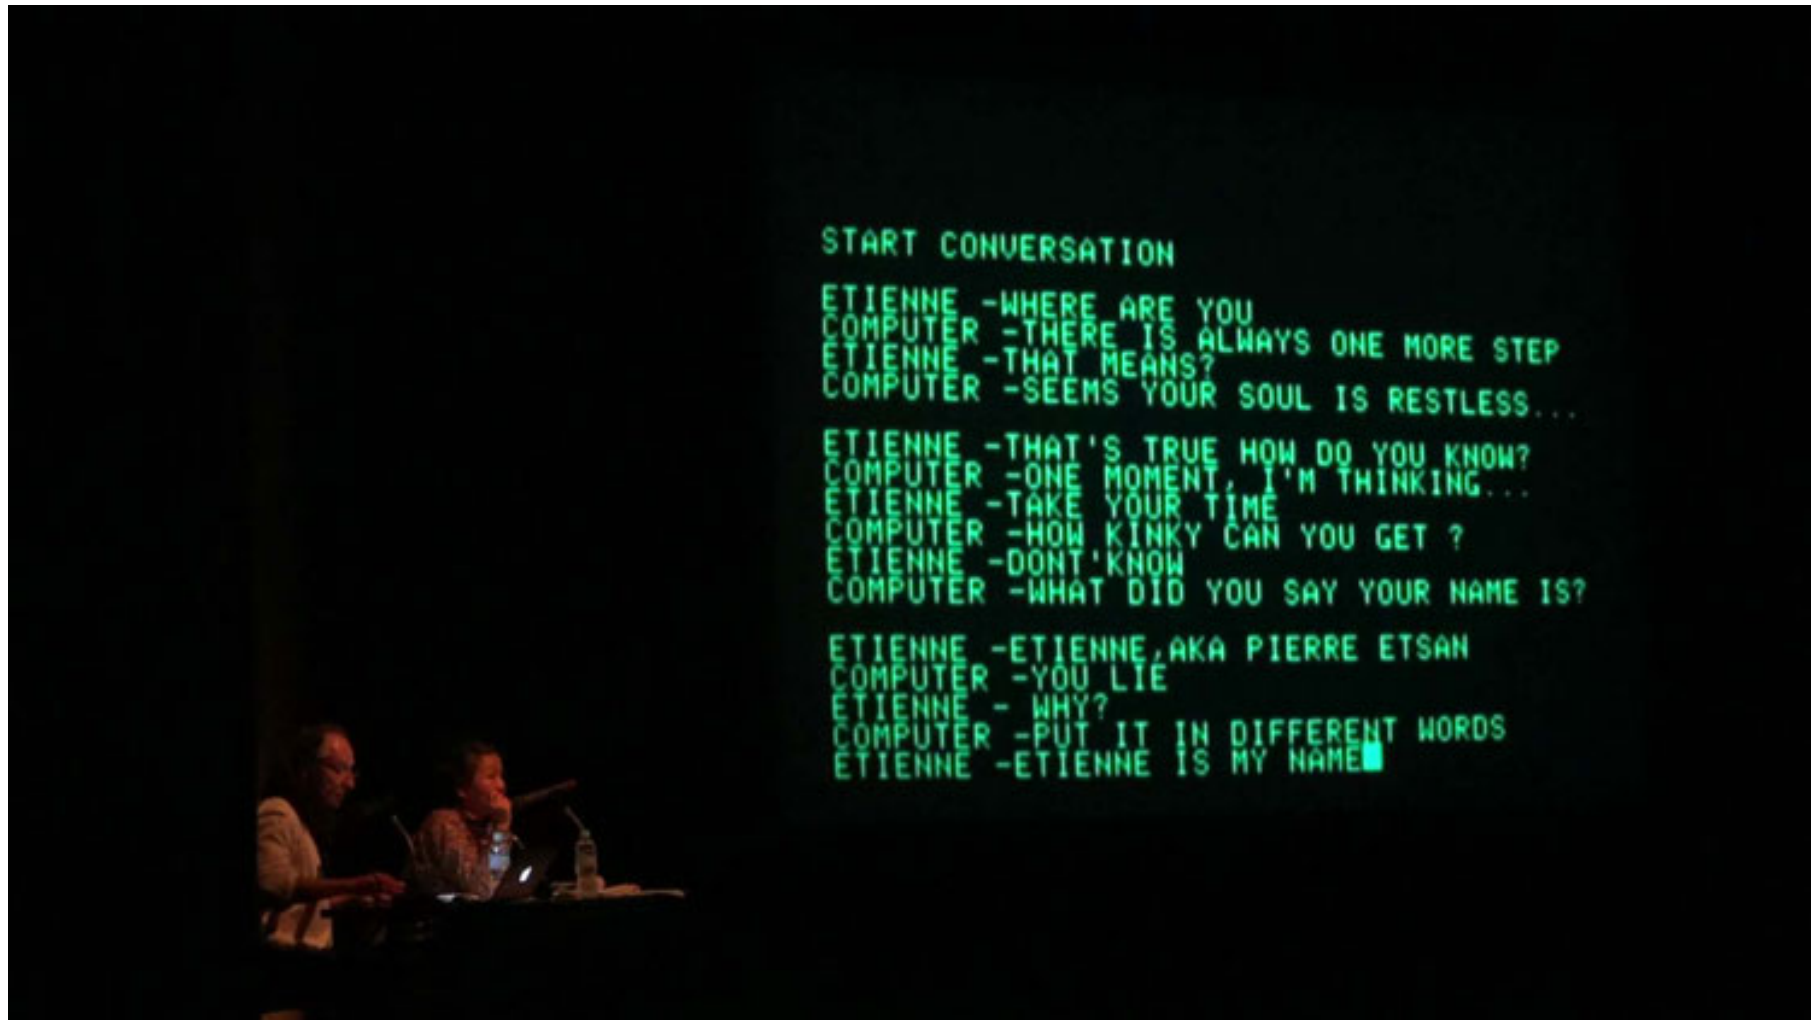 START CONVERSATION
ETIENNE -WHERE ARE YOU
COMPUTER -THERE IS ALWAYS ONE MORE STEP
ETIENNE -THAT MEANS?
COMPUTER -SEEMS YOUR SOUL IS RESTLESS...
ETIENNE -THAT'S TRUE HOW DO YOU KNOW?
COMPUTER -ONE MOMENT, I'M THINKING...
ETIENNE -TAKE YOUR TIME
COMPUTER -HOW KINKY CAN YOU GET ?
ETIENNE -DONT'KNOW
COMPUTER -WHAT DID YOU SAY YOUR NAME IS?
ETIENNE -ETIENNE,AKA PIERRE ETSAN
COMPUTER -YOU LIE
ETIENNE - WHY?
COMPUTER -PUT IT IN DIFFERENT WORDS
ETIENNE -ETIENNE IS MY NAME